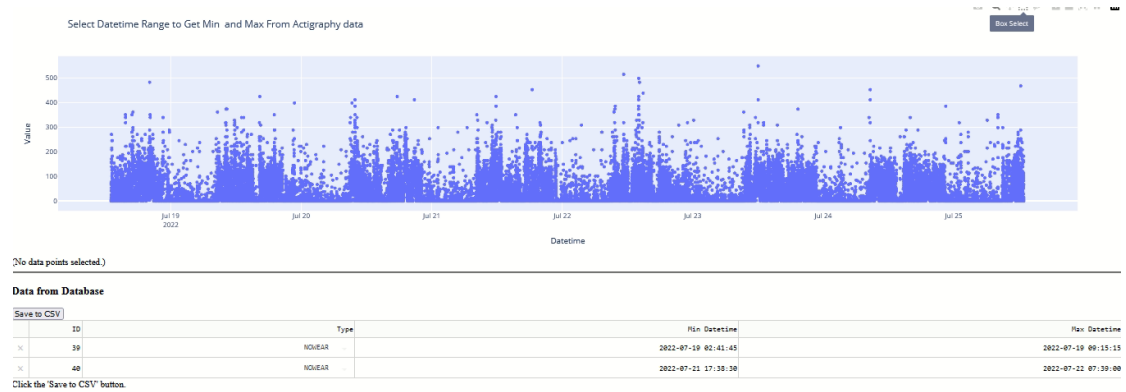 Select Datetime Range to Get Min and Max From Actigraphy data
Box Select
500
400
300
200
100
0
Value
Jul 19
2022
Jul 20
Jul 21
Jul 22
Jul 23
Jul 24
Jul 25
Datetime
(No data points selected.)
Data from Database
Save to CSV
ID Type Min Datetime Max Datetime
× 39 NOWEAR 2022-07-19 02:41:45 2022-07-19 09:15:15
× 40 NOWEAR 2022-07-21 17:38:30 2022-07-22 07:39:00
Click the 'Save to CSV' button.